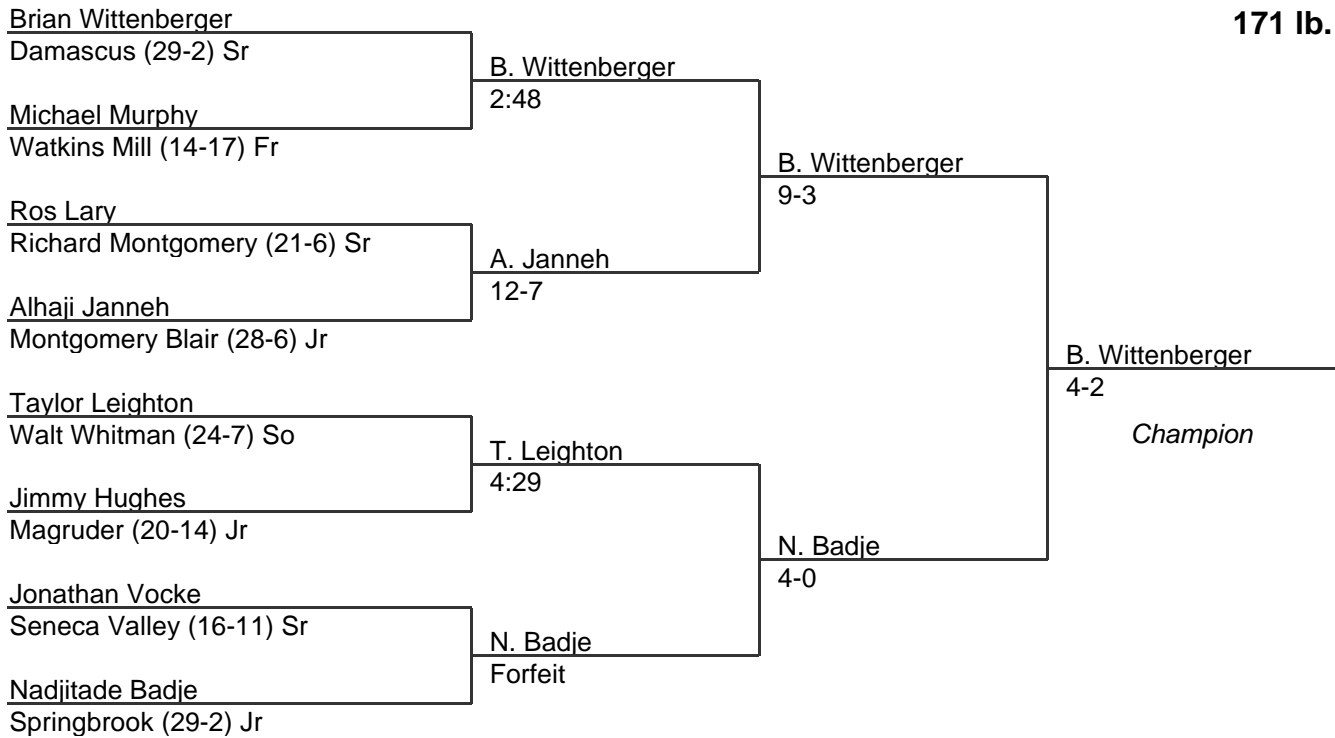 171 lb.
Brian Wittenberger
Damascus (29-2) Sr
Michael Murphy
Watkins Mill (14-17) Fr
Ros Lary
Richard Montgomery (21-6) Sr
Alhaji Janneh
Montgomery Blair (28-6) Jr
Taylor Leighton
Walt Whitman (24-7) So
Jimmy Hughes
Magruder (20-14) Jr
Jonathan Vocke
Seneca Valley (16-11) Sr
Nadjitade Badje
Springbrook (29-2) Jr
B. Wittenberger
2:48
A. Janneh
12-7
T. Leighton
4:29
N. Badje
Forfeit
B. Wittenberger
9-3
N. Badje
4-0
B. Wittenberger
4-2
Champion